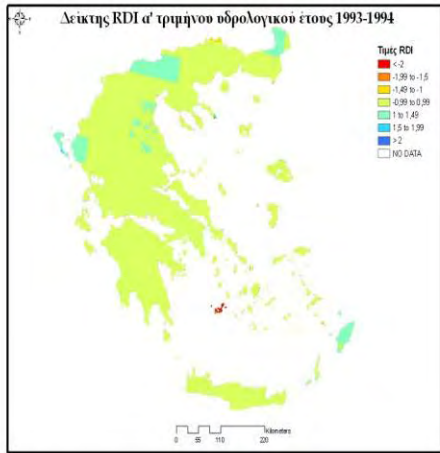 Δείκτης RDI α' τριμήνου υδρολογικού έτους 1993-1994
Τιμές RDI
< -2
-1,99 to -1,5
-1,49 to -1
-0,99 to 0,99
1 to 1,49
1,5 to 1,99
> 2
NO DATA
Kilometers
0 55 110 220